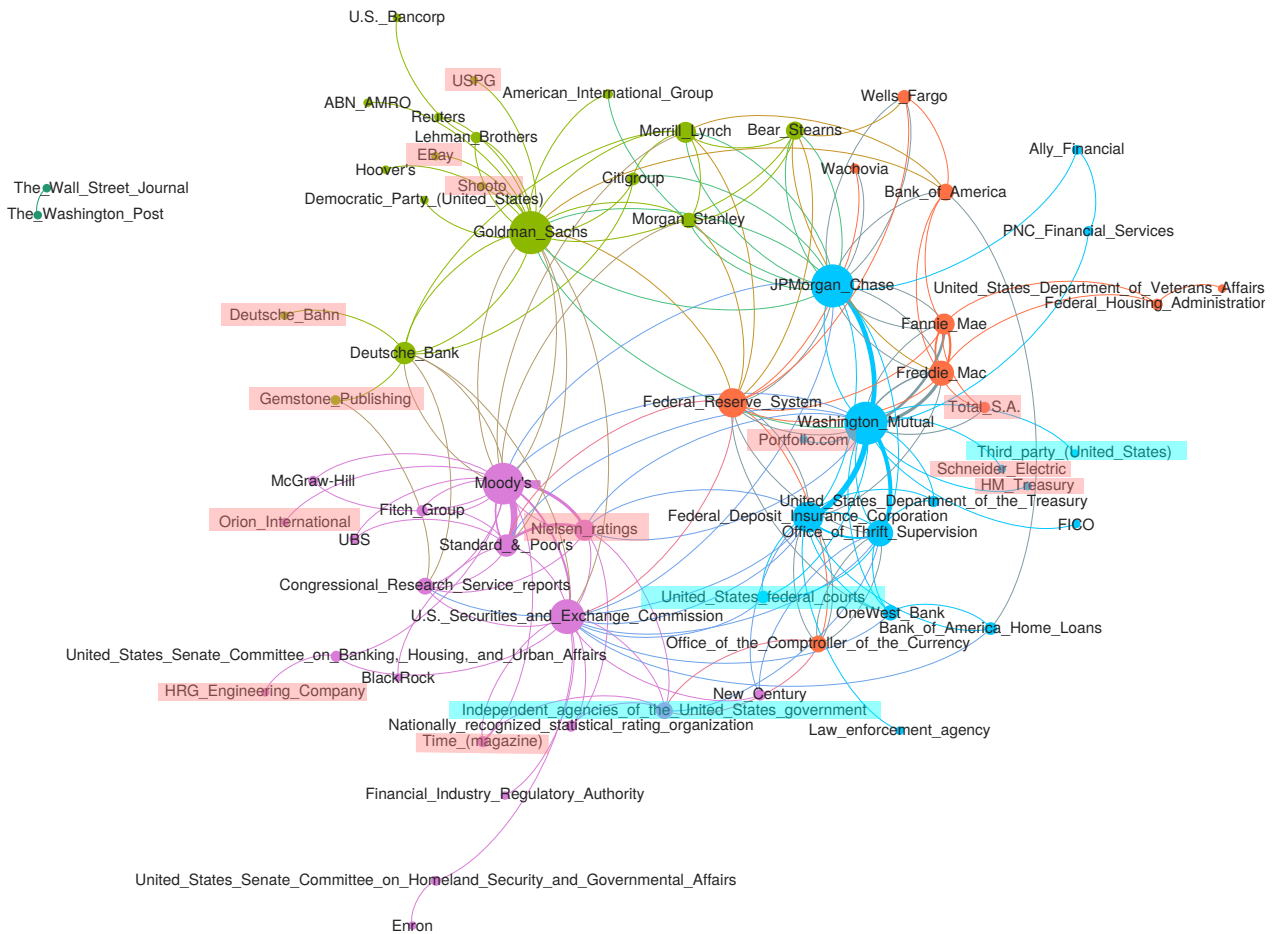 U.S._Bancorp
USPG
American_International_Group
Wells_Fargo
ABN_AMRO
Reuters
Merrill_Lynch
Bear_Stearns
Lehman_Brothers
Ally_Financial
EBay
Hoover's
Wachovia
Citigroup
Shooto
The_Wall_Street_Journal
Bank_of_America
Democratic_Party_(United_States)
The_Washington_Post
Morgan_Stanley
Goldman_Sachs
PNC_Financial_Services
JPMorgan_Chase
United_States_Department_of_Veterans_Affairs
Federal_Housing_Administration
Deutsche_Bahn
Fannie_Mae
Deutsche_Bank
Freddie_Mac
Gemstone_Publishing
Federal_Reserve_System
Total_S.A.
Washington_Mutual
Portfolio.com
Third_party_(United_States)
Schneider_Electric
McGraw-Hill
Moody's
HM_Treasury
United_States_Department_of_the_Treasury
Fitch_Group
Federal_Deposit_Insurance_Corporation
Orion_International
FICO
Nielsen_ratings
Office_of_Thrift_Supervision
UBS
Standard_&_Poor's
Congressional_Research_Service_reports
United_States_federal_courts
OneWest_Bank
U.S._Securities_and_Exchange_Commission
Bank_of_America_Home_Loans
Office_of_the_Comptroller_of_the_Currency
United_States_Senate_Committee_on_Banking,_Housing,_and_Urban_Affairs
BlackRock
HRG_Engineering_Company
New_Century
Independent_agencies_of_the_United_States_government
Nationally_recognized_statistical_rating_organization
Law_enforcement_agency
Time_(magazine)
Financial_Industry_Regulatory_Authority
United_States_Senate_Committee_on_Homeland_Security_and_Governmental_Affairs
Enron